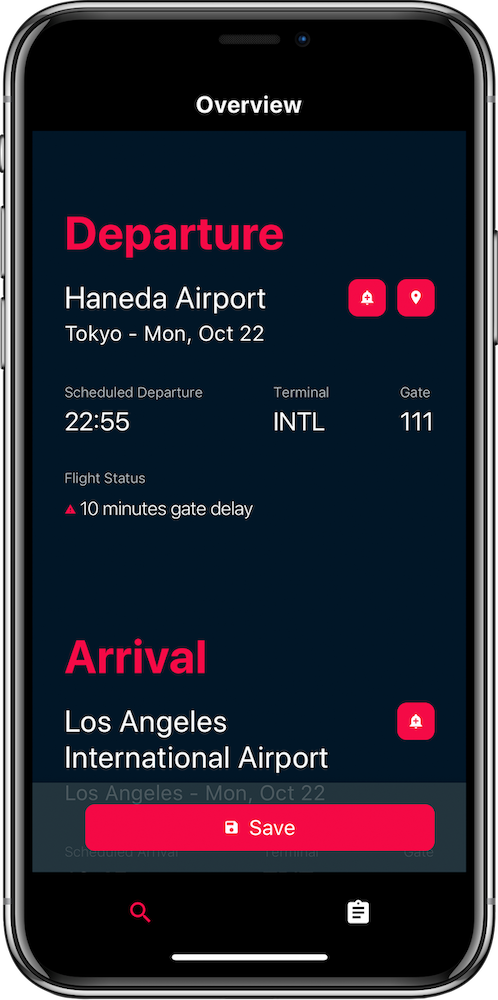 Overview
Departure
Haneda Airport
Tokyo - Mon, Oct 22
Scheduled Departure Terminal Gate
22:55 INTL 111
Flight Status
10 minutes gate delay
Arrival
Los Angeles
International Airport
Los Angeles - Mon, Oct 22
Save
Scheduled Arrival Terminal Gate